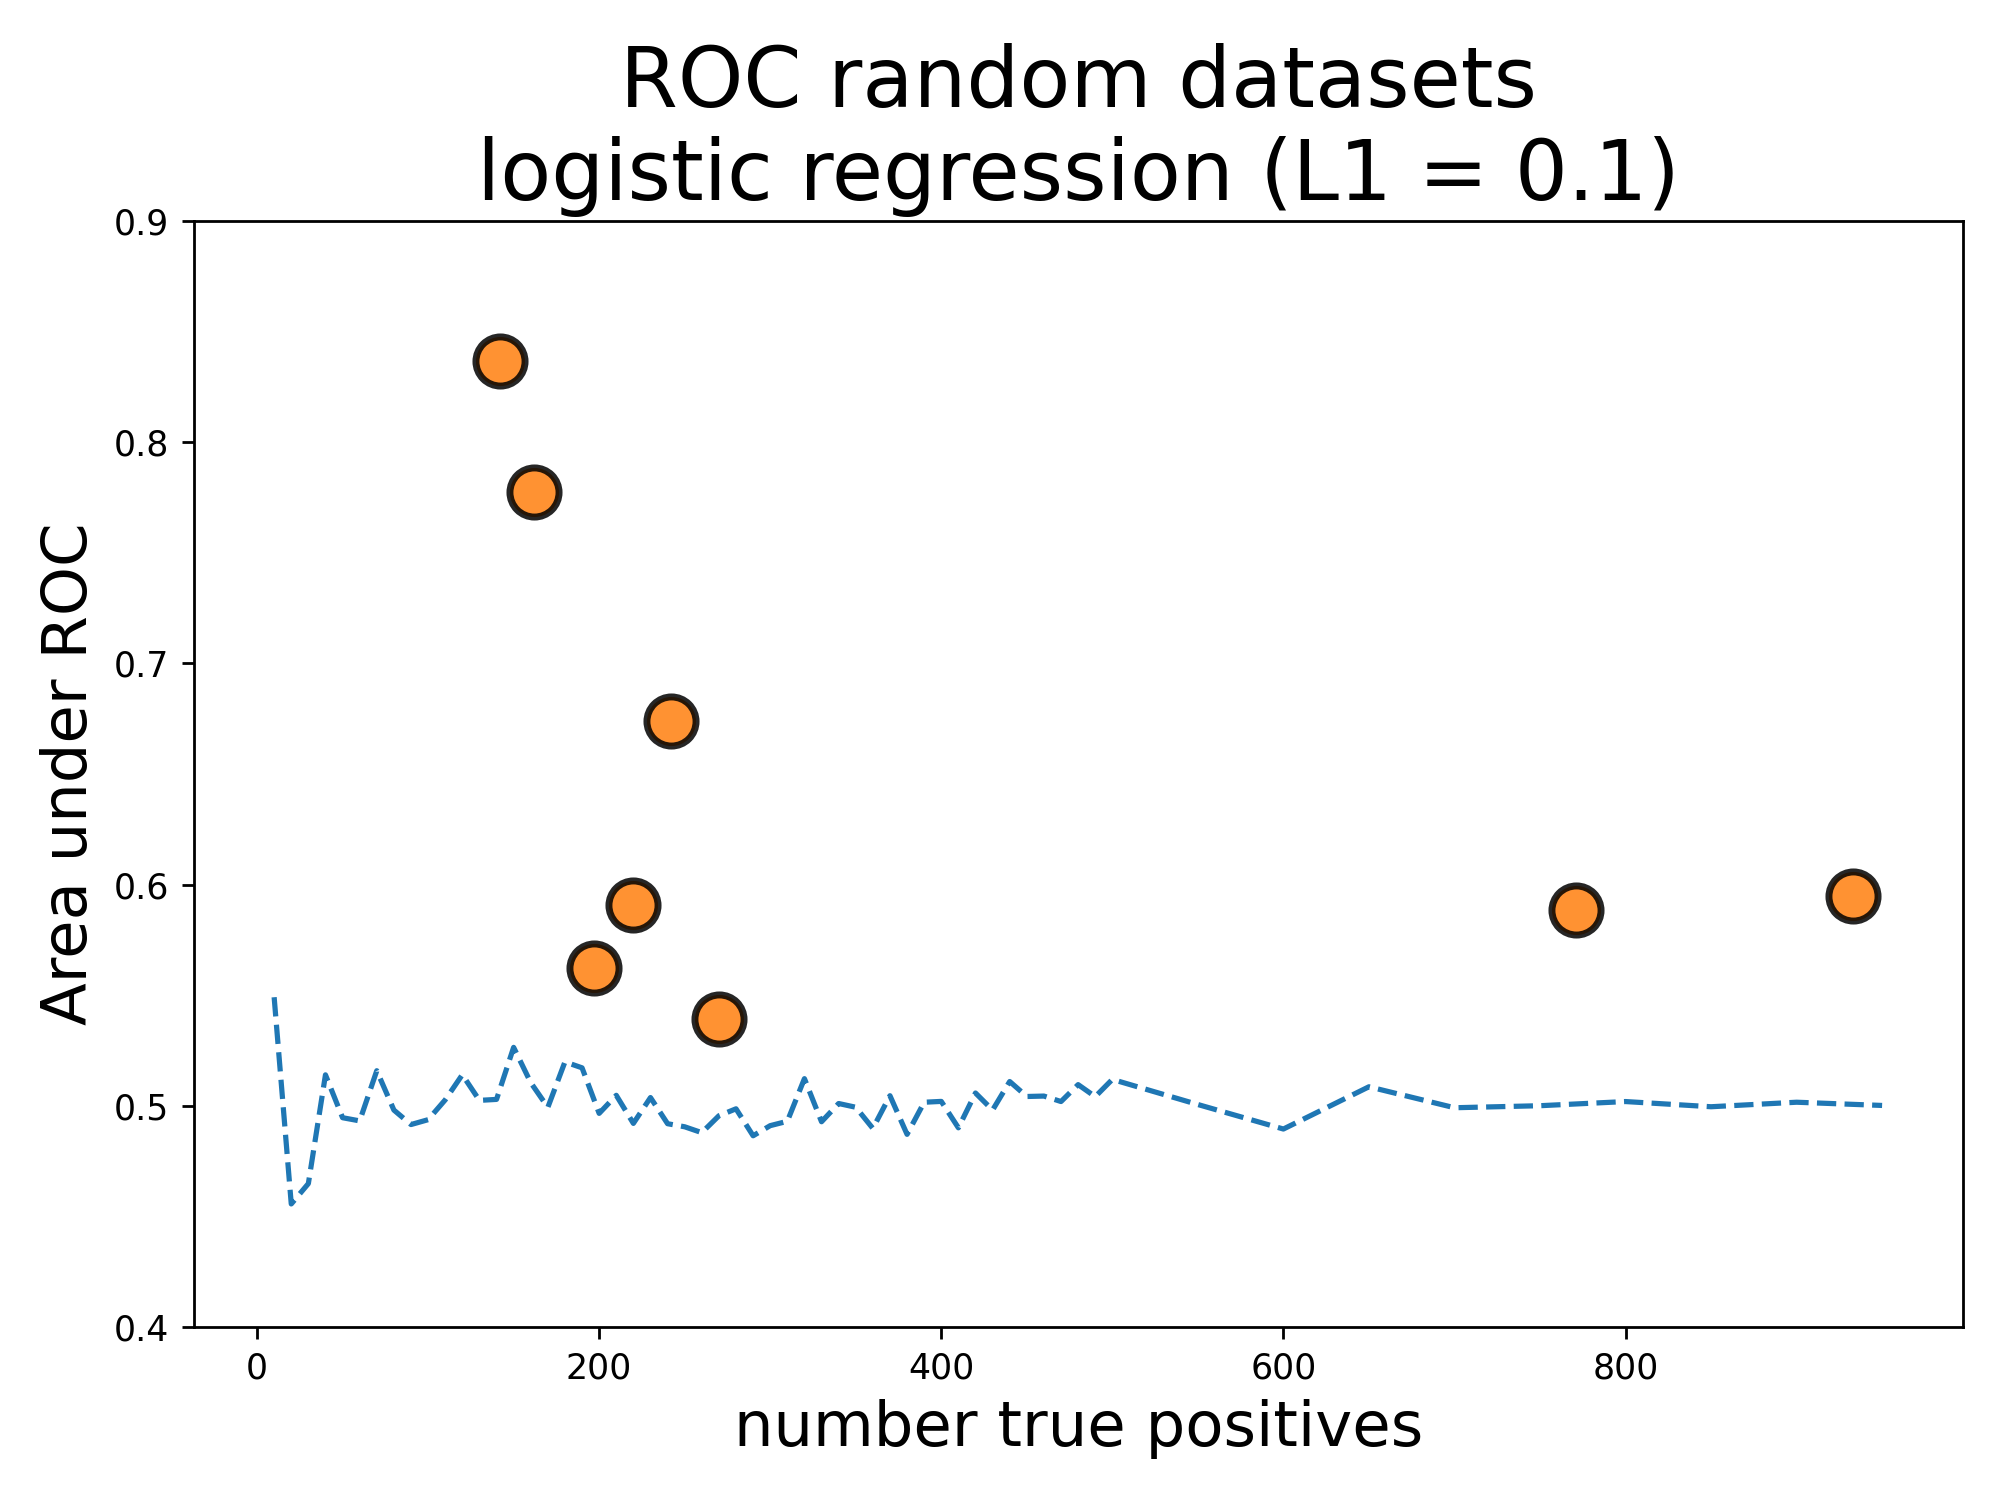 ROC random datasets
logistic regression (L1 = 0.1)
0.9
0.8
0.7
0.6
0.5
0.4
Area under ROC
0 200 400 600 800
number true positives